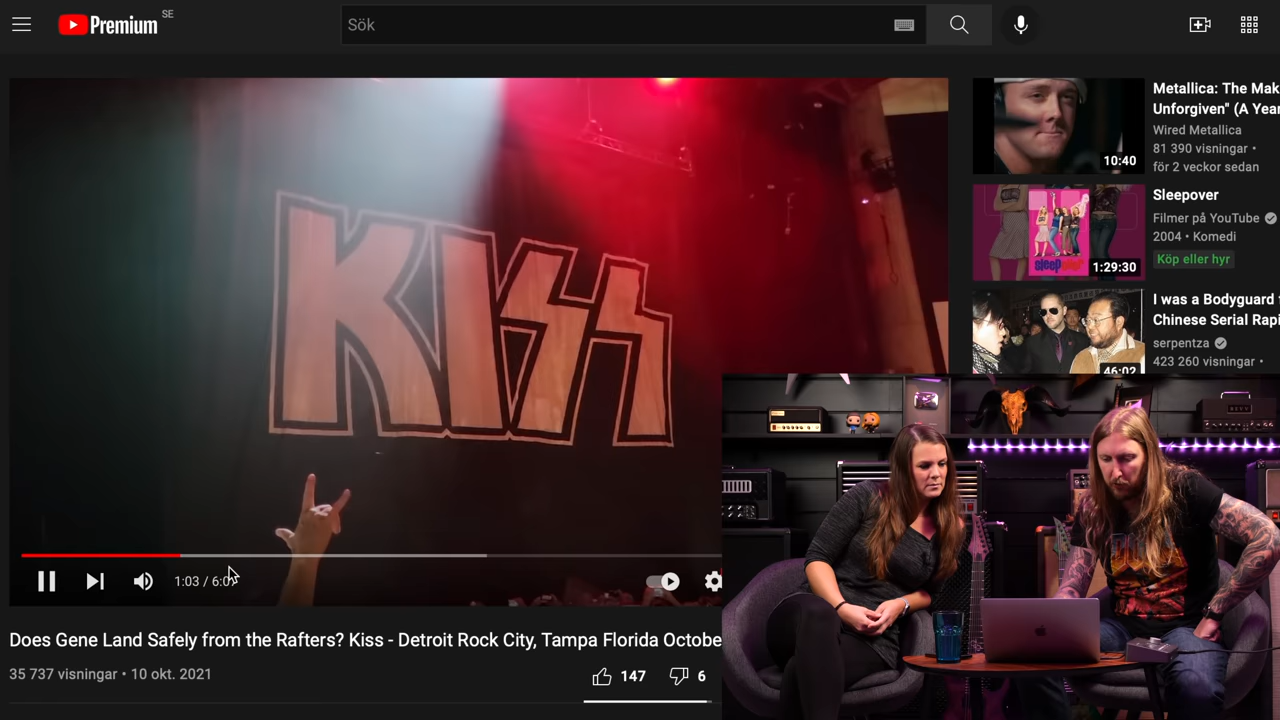 Premium SE
Sök
KISS
1:03 / 6:0
Does Gene Land Safely from the Rafters? Kiss - Detroit Rock City, Tampa Florida Octobe
35 737 visningar • 10 okt. 2021
147
6
10:40
Metallica: The Mak
Unforgiven" (A Yea
Wired Metallica
81 390 visningar •
för 2 veckor sedan
1:29:30
Sleepover
Filmer på YouTube
2004 • Komedi
Köp eller hyr
46:02
I was a Bodyguard
Chinese Serial Rapi
serpentza
423 260 visningar •